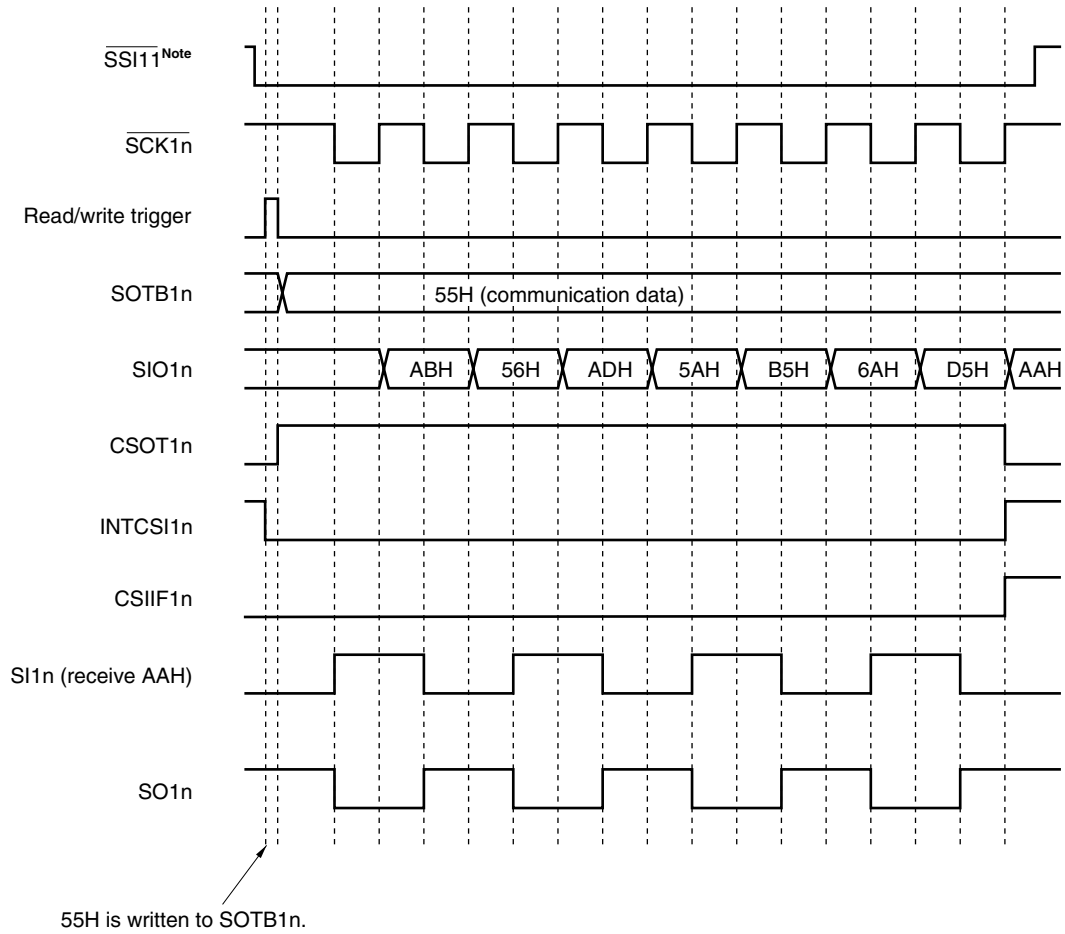 SSI11Note
SCK1n
Read/write trigger
SOTB1n
55H (communication data)
SIO1n
ABH 56H ADH 5AH B5H 6AH D5H AAH
CSOT1n
INTCSI1n
CSIIF1n
SI1n (receive AAH)
SO1n
55H is written to SOTB1n.